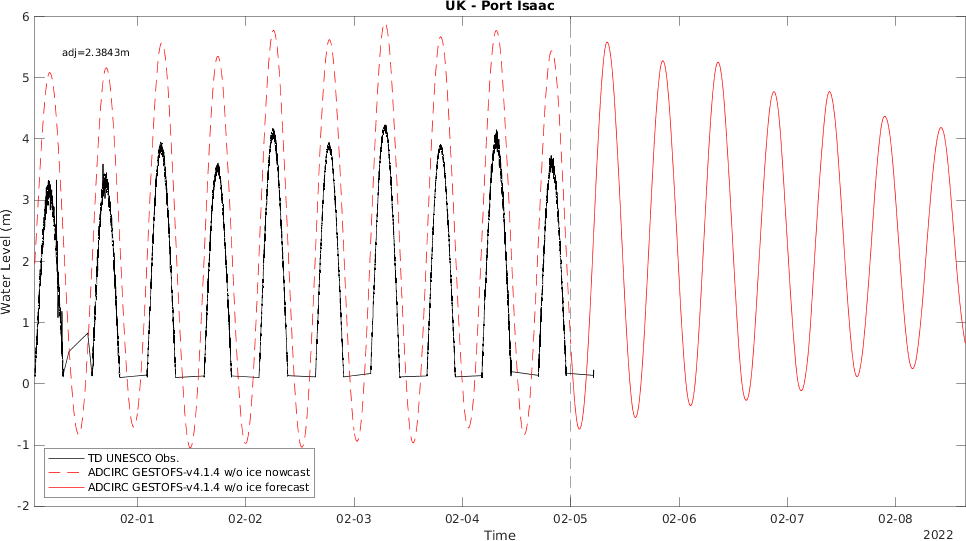 UK - Port Isaac
adj=2.3843m
Water Level (m)
6
5
4
3
2
1
0
-1
-2
TD UNESCO Obs.
ADCIRC GESTOFS-v4.1.4 w/o ice nowcast
ADCIRC GESTOFS-v4.1.4 w/o ice forecast
02-01 02-02 02-03 02-04 02-05 02-06 02-07 02-08
Time
2022